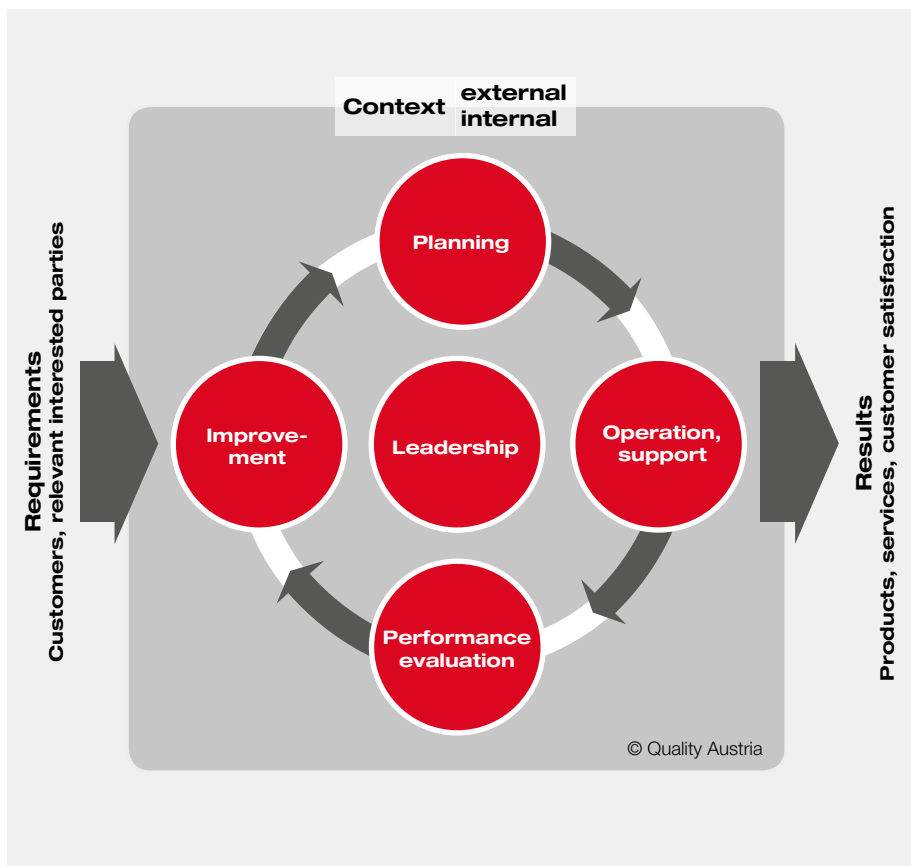 Context
external
internal
Planning
Requirements
Customers, relevant interested parties
Improve-
ment
Leadership
Operation,
support
Results
Products, services, customer satisfaction
Performance
evaluation
© Quality Austria